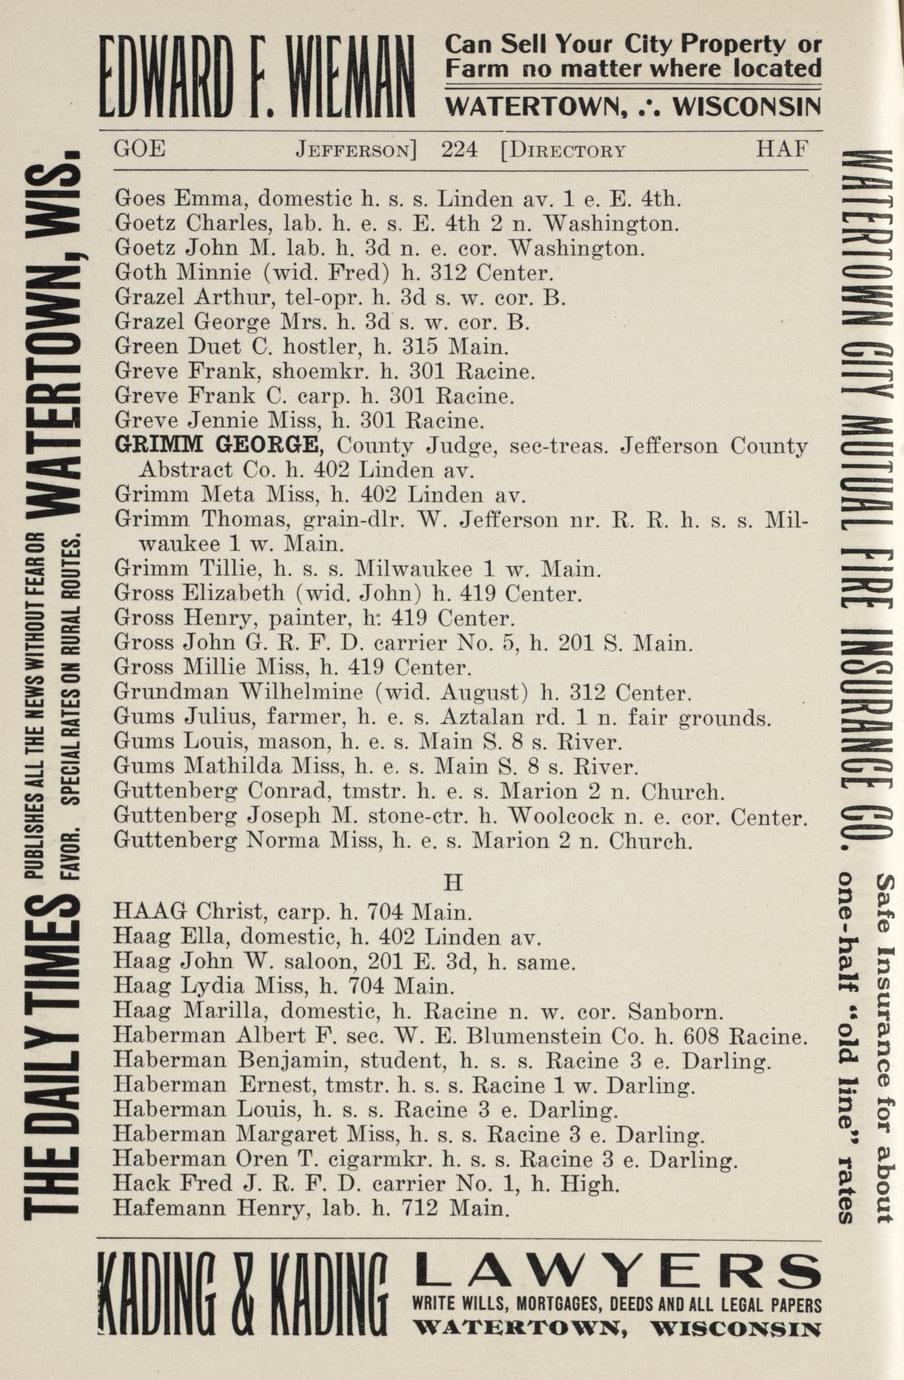 EDWARD F. WIEMAN
Can Sell Your City Property or
Farm no matter where located
WATERTOWN, ∴ WISCONSIN
GOE JEFFERSON] 224 [DIRECTORY HAF
Goes Emma, domestic h. s. s. Linden av. 1 e. E. 4th.
Goetz Charles, lab. h. e. s. E. 4th 2 n. Washington.
Goetz John M. lab. h. 3d n. e. cor. Washington.
Goth Minnie (wid. Fred) h. 312 Center.
Grazel Arthur, tel-opr. h. 3d s. w. cor. B.
Grazel George Mrs. h. 3d s. w. cor. B.
Green Duet C. hostler, h. 315 Main.
Greve Frank, shoemkr. h. 301 Racine.
Greve Frank C. carp. h. 301 Racine.
Greve Jennie Miss, h. 301 Racine.
GRIMM GEORGE, County Judge, sec-treas. Jefferson County
Abstract Co. h. 402 Linden av.
Grimm Meta Miss, h. 402 Linden av.
Grimm Thomas, grain-dlr. W. Jefferson nr. R. R. h. s. s. Mil-
waukee 1 w. Main.
Grimm Tillie, h. s. s. Milwaukee 1 w. Main.
Gross Elizabeth (wid. John) h. 419 Center.
Gross Henry, painter, h: 419 Center.
Gross John G. R. F. D. carrier No. 5, h. 201 S. Main.
Gross Millie Miss, h. 419 Center.
Grundman Wilhelmine (wid. August) h. 312 Center.
Gums Julius, farmer, h. e. s. Aztalan rd. 1 n. fair grounds.
Gums Louis, mason, h. e. s. Main S. 8 s. River.
Gums Mathilda Miss, h. e. s. Main S. 8 s. River.
Guttenberg Conrad, tmstr. h. e. s. Marion 2 n. Church.
Guttenberg Joseph M. stone-ctr. h. Woolcock n. e. cor. Center.
Guttenberg Norma Miss, h. e. s. Marion 2 n. Church.
H
HAAG Christ, carp. h. 704 Main.
Haag Ella, domestic, h. 402 Linden av.
Haag John W. saloon, 201 E. 3d, h. same.
Haag Lydia Miss, h. 704 Main.
Haag Marilla, domestic, h. Racine n. w. cor. Sanborn.
Haberman Albert F. sec. W. E. Blumenstein Co. h. 608 Racine.
Haberman Benjamin, student, h. s. s. Racine 3 e. Darling.
Haberman Ernest, tmstr. h. s. s. Racine 1 w. Darling.
Haberman Louis, h. s. s. Racine 3 e. Darling.
Haberman Margaret Miss, h. s. s. Racine 3 e. Darling.
Haberman Oren T. cigarmkr. h. s. s. Racine 3 e. Darling.
Hack Fred J. R. F. D. carrier No. 1, h. High.
Hafemann Henry, lab. h. 712 Main.
KADING & KADING
LAWYERS
WRITE WILLS, MORTGAGES, DEEDS AND ALL LEGAL PAPERS
WATERTOWN, WISCONSIN
THE DAILY TIMES
PUBLISHES ALL THE NEWS WITHOUT FEAR OR
FAVOR. SPECIAL RATES ON RURAL ROUTES.
WATERTOWN, WIS.
WATERTOWN CITY MUTUAL FIRE INSURANCE CO.
Safe Insurance for about
one-half "old line" rates